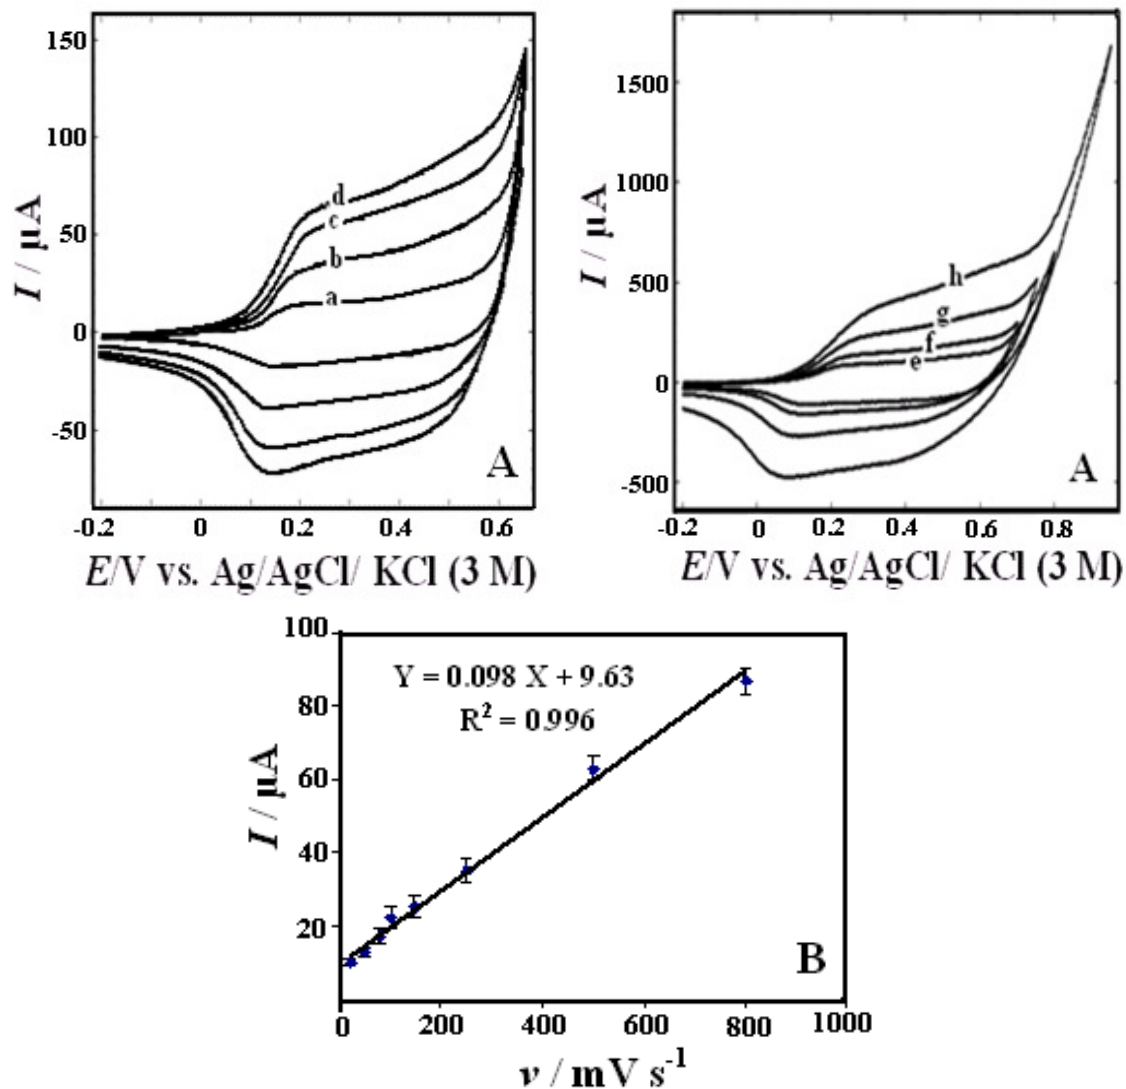 150
100
50
0
-50
I / µA
d
c
b
a
A
-0.2 0 0.2 0.4 0.6
E/V vs. Ag/AgCl/ KCl (3 M)
1500
1000
500
0
-500
I / µA
h
g
f
e
A
-0.2 0 0.2 0.4 0.6 0.8
E/V vs. Ag/AgCl/ KCl (3 M)
100
80
60
40
20
I / µA
Y = 0.098 X + 9.63
R² = 0.996
B
0 200 400 600 800 1000
ν / mV s⁻¹